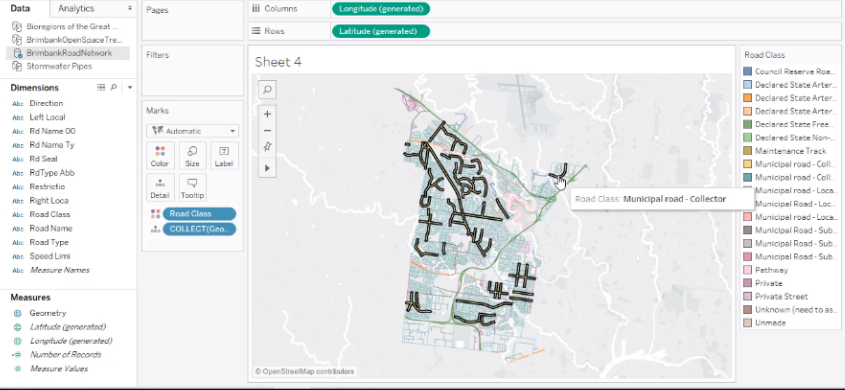 Data
Analytics
Bioregions of the Great ...
BrimbankOpenSpaceTre...
BrimbankRoadNetwork
Stormwater Pipes
Dimensions
Abc Direction
Abc Left Local
Abc Rd Name 00
Abc Rd Name Ty
Abc Rd Seal
Abc RdType Abb
Abc Restrictio
Abc Right Loca
Abc Road Class
Abc Road Name
Abc Road Type
Abc Speed Limi
Abc Measure Names
Measures
Geometry
Latitude (generated)
Longitude (generated)
Number of Records
Measure Values
Pages
Filters
Marks
Automatic
Color
Size
Label
Detail
Tooltip
Road Class
COLLECT(Geo..
Columns
Longitude (generated)
Rows
Latitude (generated)
Sheet 4
Road Class: Municipal road - Collector
© OpenStreetMap contributors
Road Class
Council Reserve Roa..
Declared State Arter..
Declared State Arter..
Declared State Arter..
Declared State Free..
Declared State Non-..
Maintenance Track
Municipal road - Coll..
Municipal road - Coll..
Municipal road - Loca..
Municipal Road - Loc..
Municipal road - Loca..
Municipal Road - Sub..
Municipal Road - Sub..
Municipal Road - Sub..
Pathway
Private
Private Street
Unknown (need to as..
Unmade